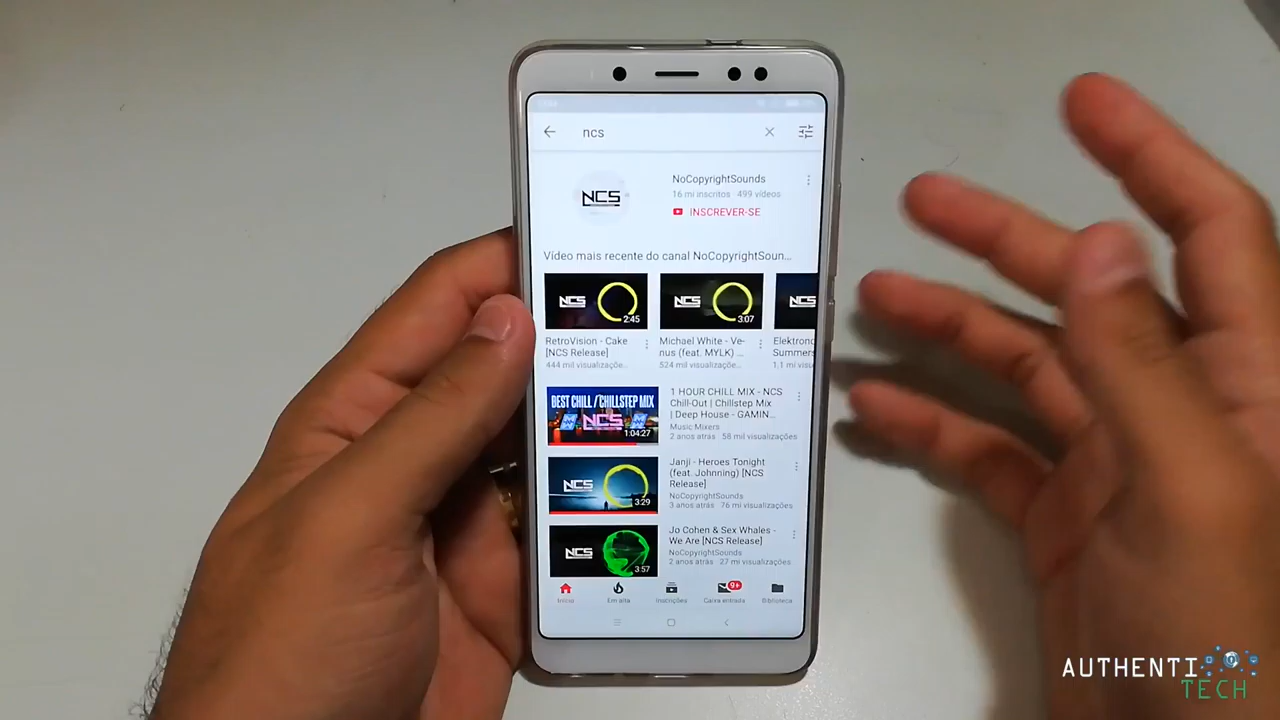 ncs
NCS
NoCopyrightSounds
16 mi inscritos · 499 vídeos
INSCREVER-SE
Vídeo mais recente do canal NoCopyrightSoun...
NCS
2:45
NCS
3:07
NCS
RetroVision - Cake
[NCS Release]
444 mil visualizaçõe...
Michael White - Ve-
nus (feat. MYLK) ...
524 mil visualizaçõe...
Elektrono
Summers
1.1 mi visu
BEST CHILL / CHILLSTEP MIX
NCS
1:04:27
1 HOUR CHILL MIX - NCS
Chill-Out | Chillstep Mix
| Deep House - GAMIN...
Music Mixers
2 anos atrás 58 mil visualizações
NCS
3:29
Janji - Heroes Tonight
(feat. Johnning) [NCS
Release]
NoCopyrightSounds
3 anos atrás 76 mi visualizações
NCS
3:57
Jo Cohen & Sex Whales -
We Are [NCS Release]
NoCopyrightSounds
2 anos atrás 27 mi visualizações
Início
Em alta
Inscrições
9+
Caixa entrada
Biblioteca
AUTHENTI
TECH